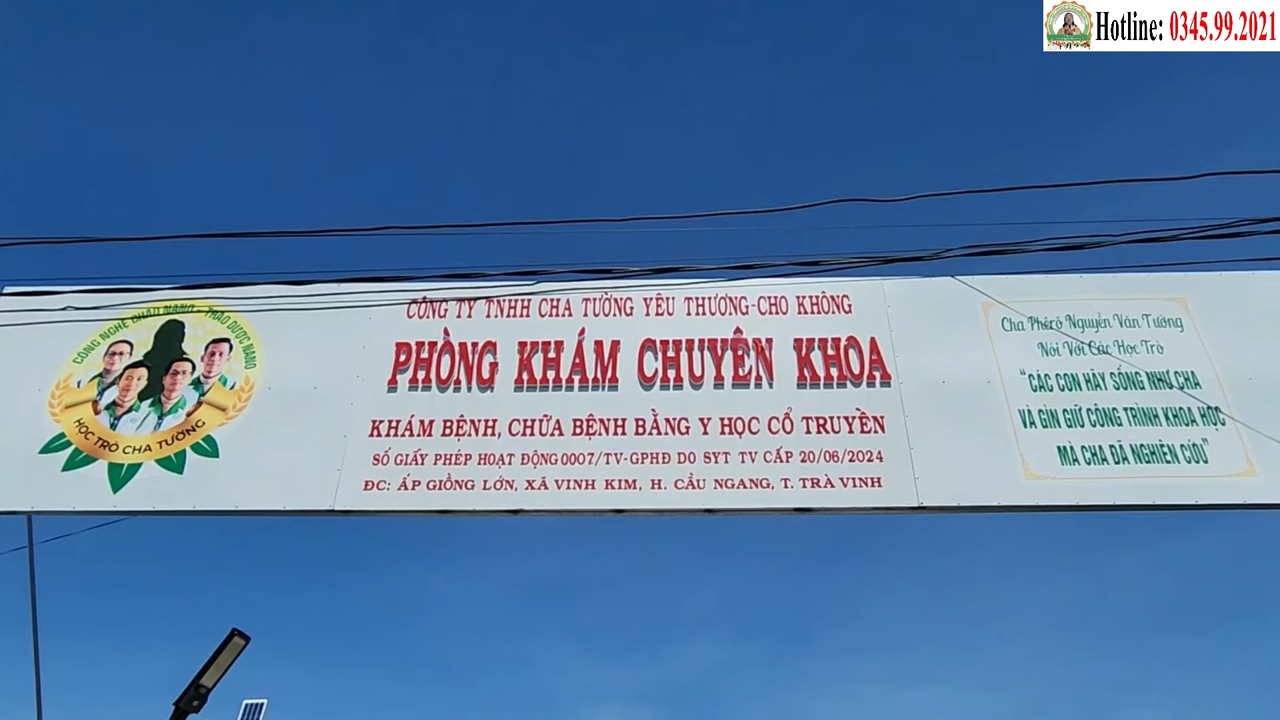 Hotline: 0345.99.2021
CÔNG NGHỆ CHÂU NANO - THẢO DƯỢC NANO
HỌC TRÒ CHA TƯỜNG
CÔNG TY TNHH CHA TƯỜNG YÊU THƯƠNG-CHO KHÔNG
PHÒNG KHÁM CHUYÊN KHOA
KHÁM BỆNH, CHỮA BỆNH BẰNG Y HỌC CỔ TRUYỀN
SỐ GIẤY PHÉP HOẠT ĐỘNG 0007/TV-GPHĐ DO SYT TV CẤP 20/06/2024
ĐC: ẤP GIỒNG LỚN, XÃ VINH KIM, H. CẦU NGANG, T. TRÀ VINH
Cha Phêrô Nguyễn Văn Tường
Nói Với Các Học Trò
"CÁC CON HÃY SỐNG NHƯ CHA
VÀ GÌN GIỮ CÔNG TRÌNH KHOA HỌC
MÀ CHA ĐÃ NGHIÊN CỨU"